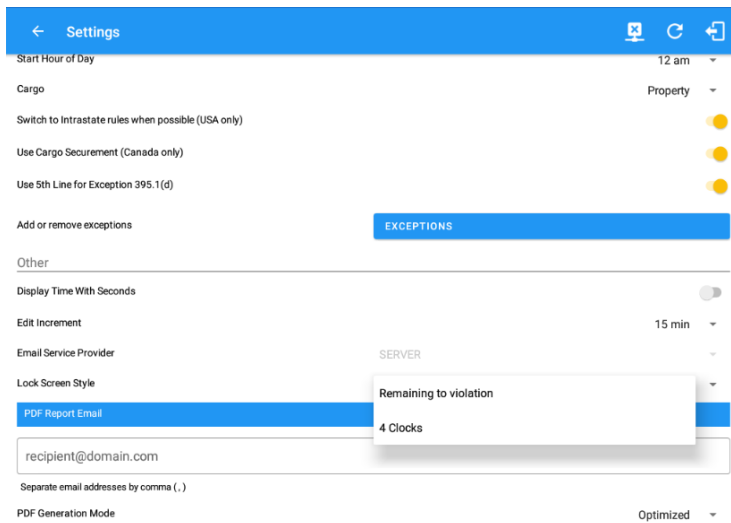 Settings
Start Hour of Day 12 am
Cargo Property
Switch to Intrastate rules when possible (USA only)
Use Cargo Securement (Canada only)
Use 5th Line for Exception 395.1(d)
Add or remove exceptions EXCEPTIONS
Other
Display Time With Seconds
Edit Increment 15 min
Email Service Provider SERVER
Lock Screen Style
Remaining to violation
4 Clocks
PDF Report Email
recipient@domain.com
Separate email addresses by comma ( , )
PDF Generation Mode Optimized